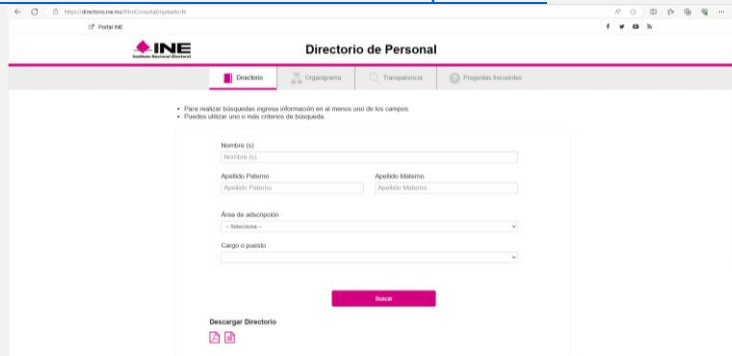 https://directorio.ine.mx/filtroConsultaEmpleado.ife
Portal INE
INE
Instituto Nacional Electoral
Directorio de Personal
Directorio
Organigrama
Transparencia
Preguntas frecuentes
• Para realizar búsquedas ingresa información en al menos uno de los campos.
• Puedes utilizar uno o más criterios de búsqueda.
Nombre (s)
Nombre (s)
Apellido Paterno Apellido Materno
Apellido Paterno Apellido Materno
Área de adscripción
-- Selecciona --
Cargo o puesto
Buscar
Descargar Directorio